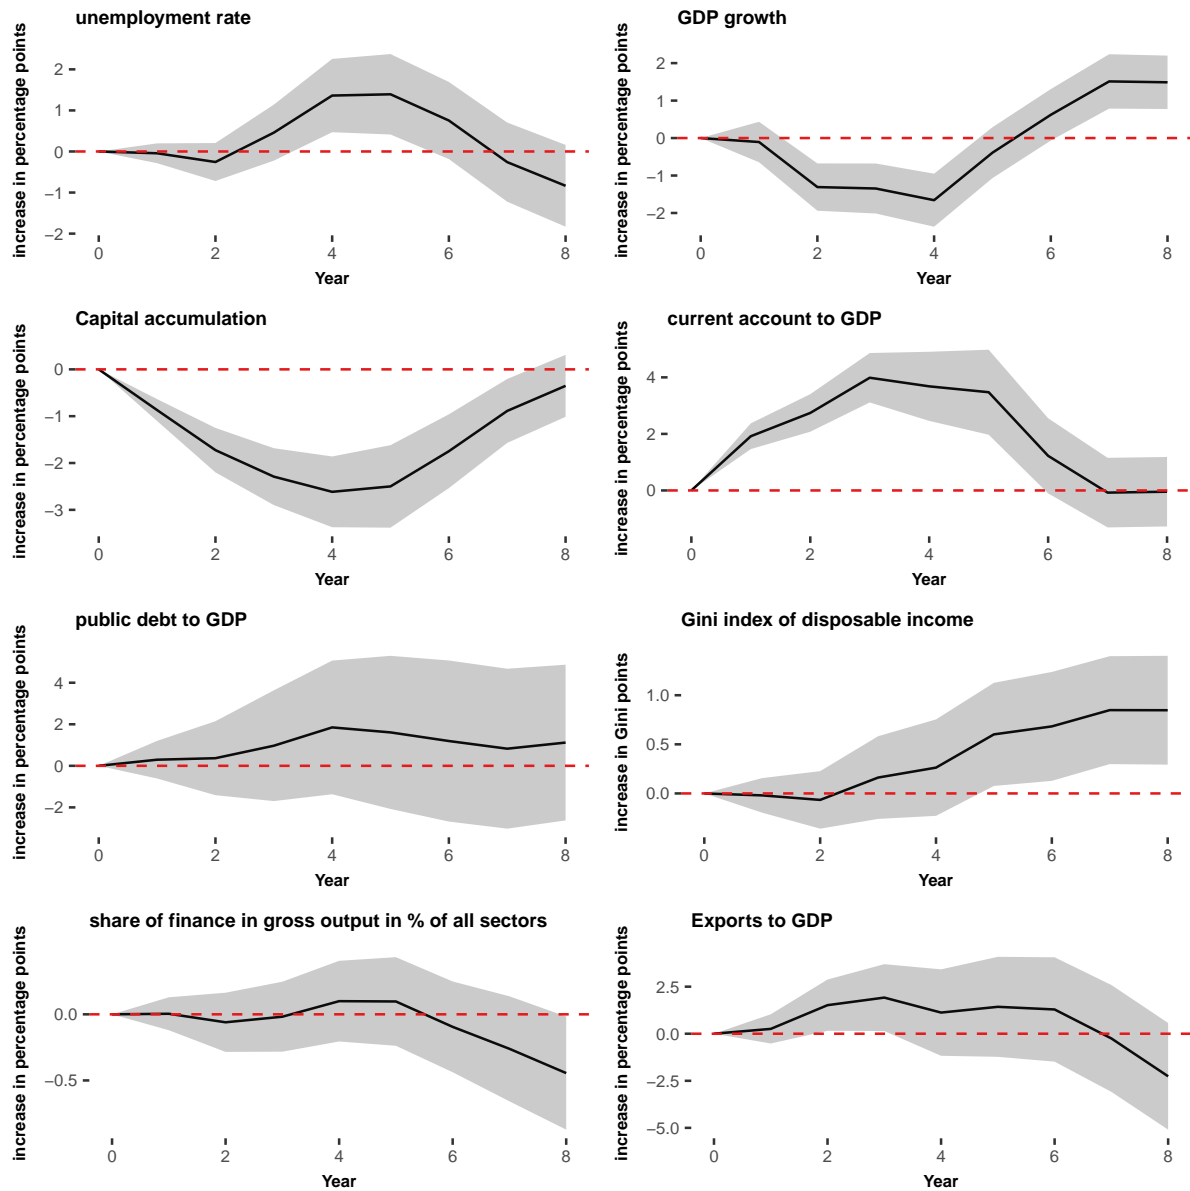 unemployment rate
increase in percentage points
2
1
0
−1
−2
0 2 4 6 8
Year
GDP growth
increase in percentage points
2
1
0
−1
−2
0 2 4 6 8
Year
Capital accumulation
increase in percentage points
0
−1
−2
−3
0 2 4 6 8
Year
current account to GDP
increase in percentage points
4
2
0
0 2 4 6 8
Year
public debt to GDP
increase in percentage points
4
2
0
−2
0 2 4 6 8
Year
Gini index of disposable income
increase in Gini points
1.0
0.5
0.0
0 2 4 6 8
Year
share of finance in gross output in % of all sectors
increase in percentage points
0.0
−0.5
0 2 4 6 8
Year
Exports to GDP
increase in percentage points
2.5
0.0
−2.5
−5.0
0 2 4 6 8
Year